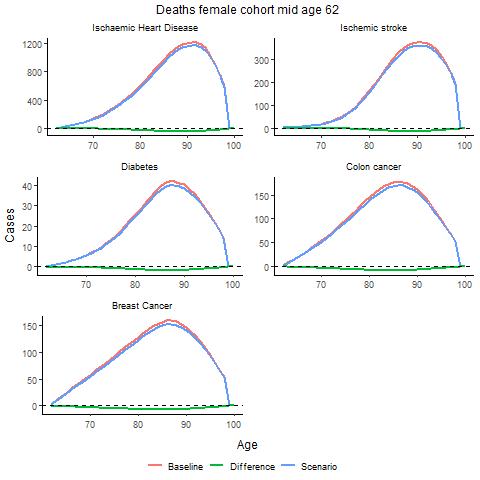 Deaths female cohort mid age 62
Ischaemic Heart Disease
Ischemic stroke
1200
800
400
0
70 80 90 100
300
200
100
0
70 80 90 100
Diabetes
Colon cancer
40
30
20
10
0
70 80 90 100
150
100
50
0
70 80 90 100
Cases
Breast Cancer
150
100
50
0
70 80 90 100
Age
Baseline Difference Scenario